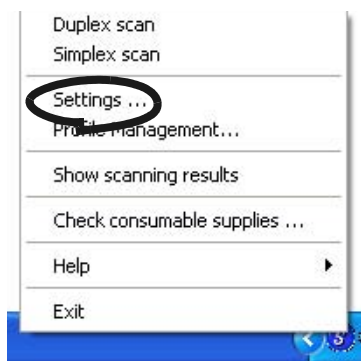 Duplex scan
Simplex scan
Settings ...
Profile Management...
Show scanning results
Check consumable supplies ...
Help
Exit
S